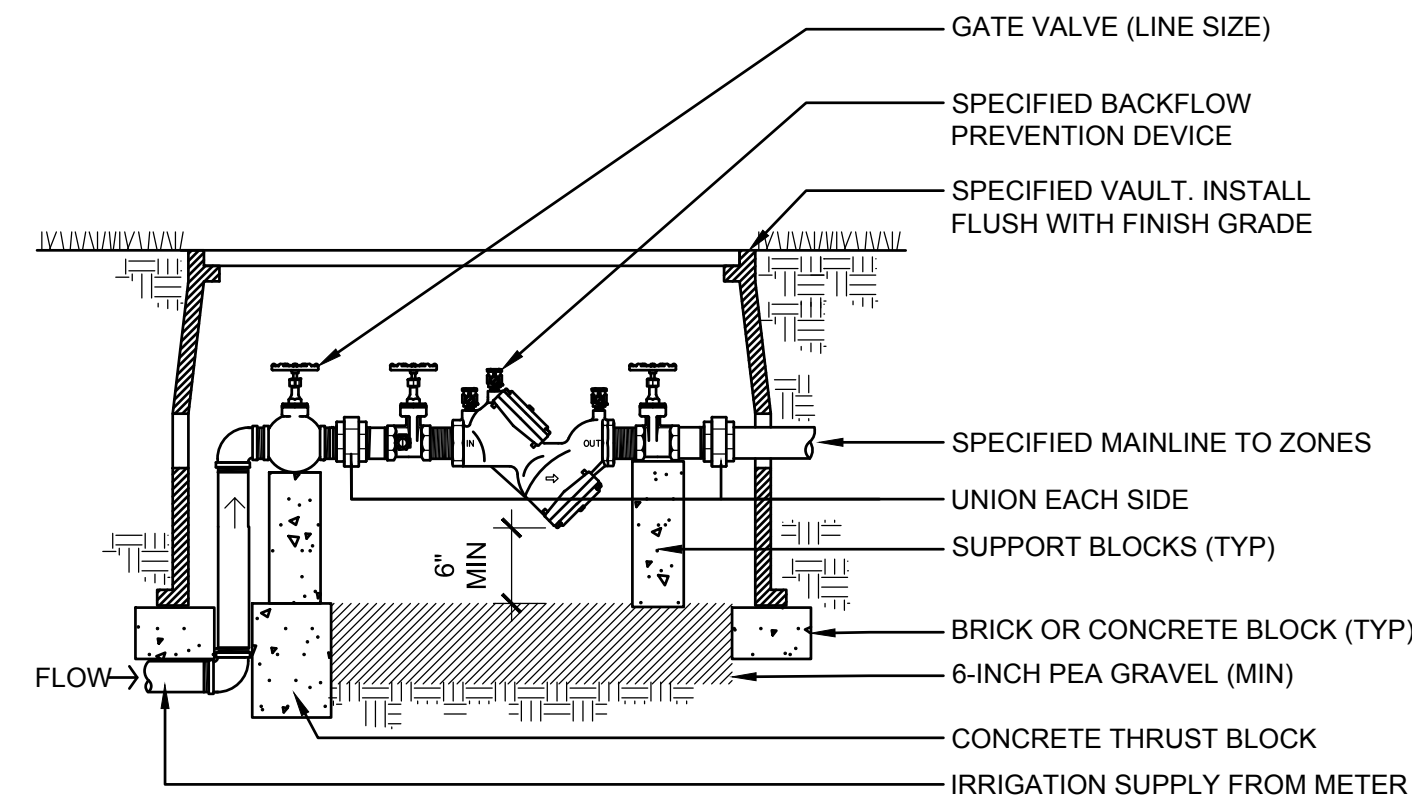 GATE VALVE (LINE SIZE)
SPECIFIED BACKFLOW
PREVENTION DEVICE
SPECIFIED VAULT. INSTALL
FLUSH WITH FINISH GRADE
IN
OUT
SPECIFIED MAINLINE TO ZONES
UNION EACH SIDE
SUPPORT BLOCKS (TYP)
6"
MIN
BRICK OR CONCRETE BLOCK (TYP)
FLOW
6-INCH PEA GRAVEL (MIN)
CONCRETE THRUST BLOCK
IRRIGATION SUPPLY FROM METER